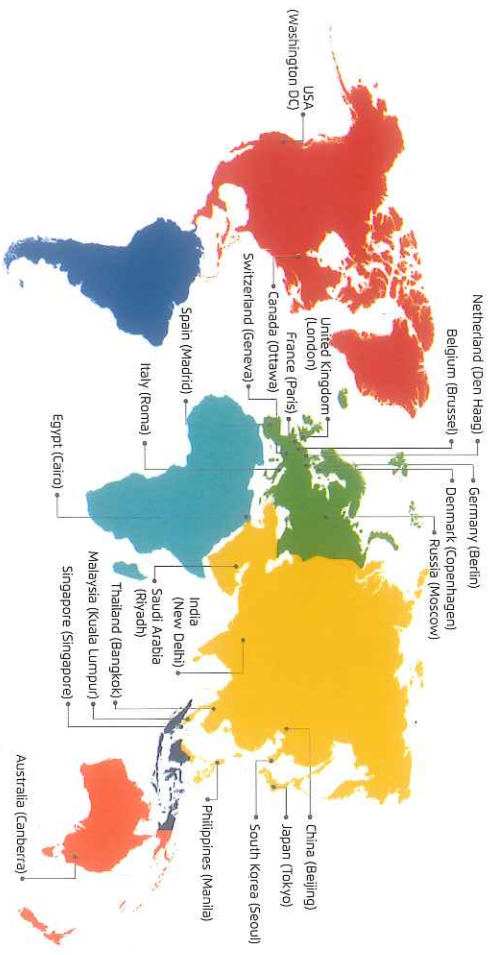 USA
(Washington DC)
Canada (Ottawa)
Switzerland (Geneva)
United Kingdom
(London)
France (Paris)
Netherland (Den Haag)
Belgium (Brussel)
Germany (Berlin)
Denmark (Copenhagen)
Russia (Moscow)
Spain (Madrid)
Italy (Roma)
Egypt (Cairo)
India
(New Delhi)
Saudi Arabia
(Riyadh)
Thailand (Bangkok)
Malaysia (Kuala Lumpur)
Singapore (Singapore)
China (Beijing)
Japan (Tokyo)
South Korea (Seoul)
Philippines (Manila)
Australia (Canberra)